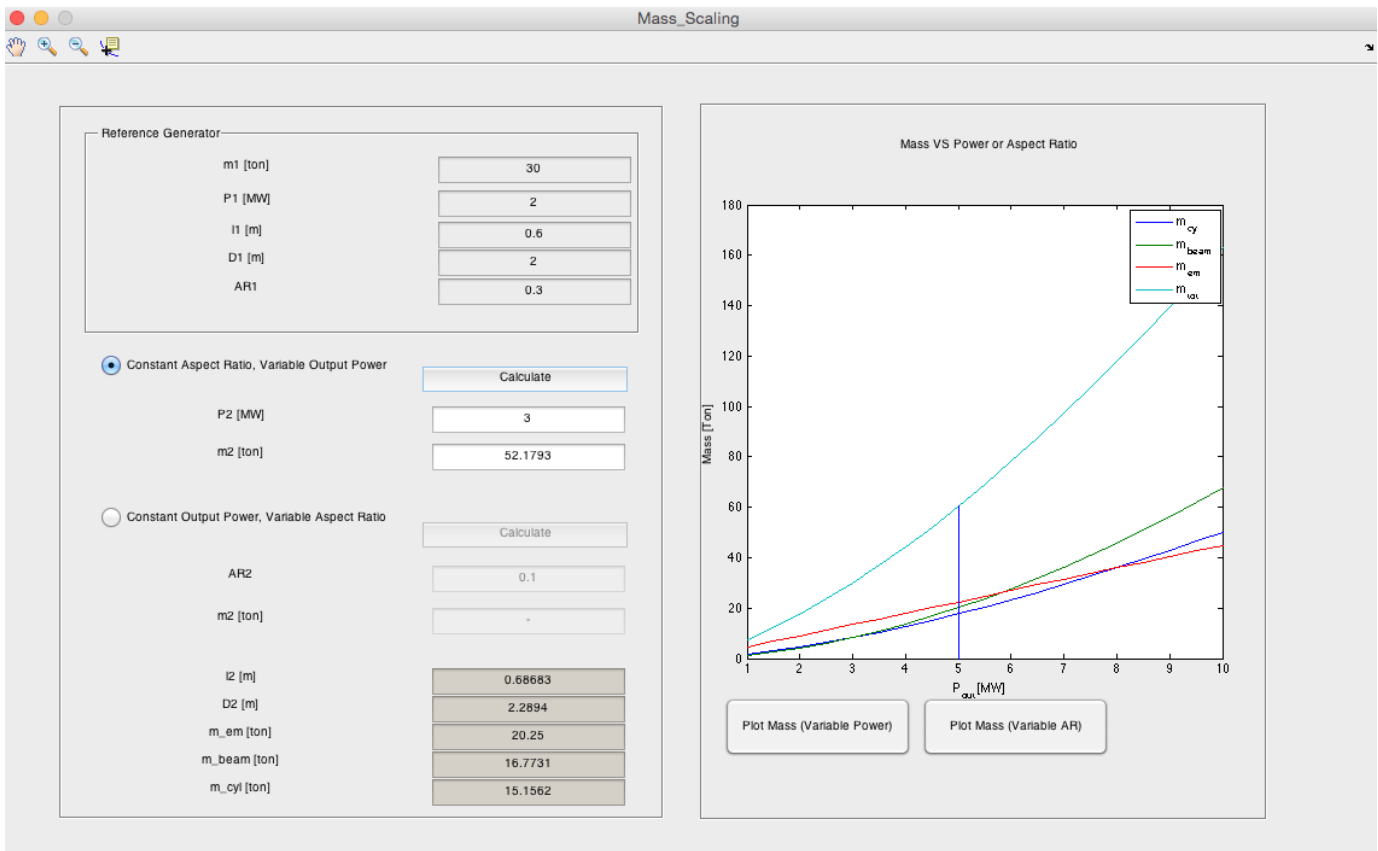 Mass_Scaling
Reference Generator
m1 [ton] 30
P1 [MW] 2
l1 [m] 0.6
D1 [m] 2
AR1 0.3
Constant Aspect Ratio, Variable Output Power Calculate
P2 [MW] 3
m2 [ton] 52.1793
Constant Output Power, Variable Aspect Ratio Calculate
AR2 0.1
m2 [ton] -
l2 [m] 0.68683
D2 [m] 2.2894
m_em [ton] 20.25
m_beam [ton] 16.7731
m_cyl [ton] 15.1562
Mass VS Power or Aspect Ratio
180
160
140
120
100
80
60
40
20
0
Mass [Ton]
m_cy
m_beam
m_em
m_tot
1 2 3 4 5 6 7 8 9 10
P_out [MW]
Plot Mass (Variable Power) Plot Mass (Variable AR)